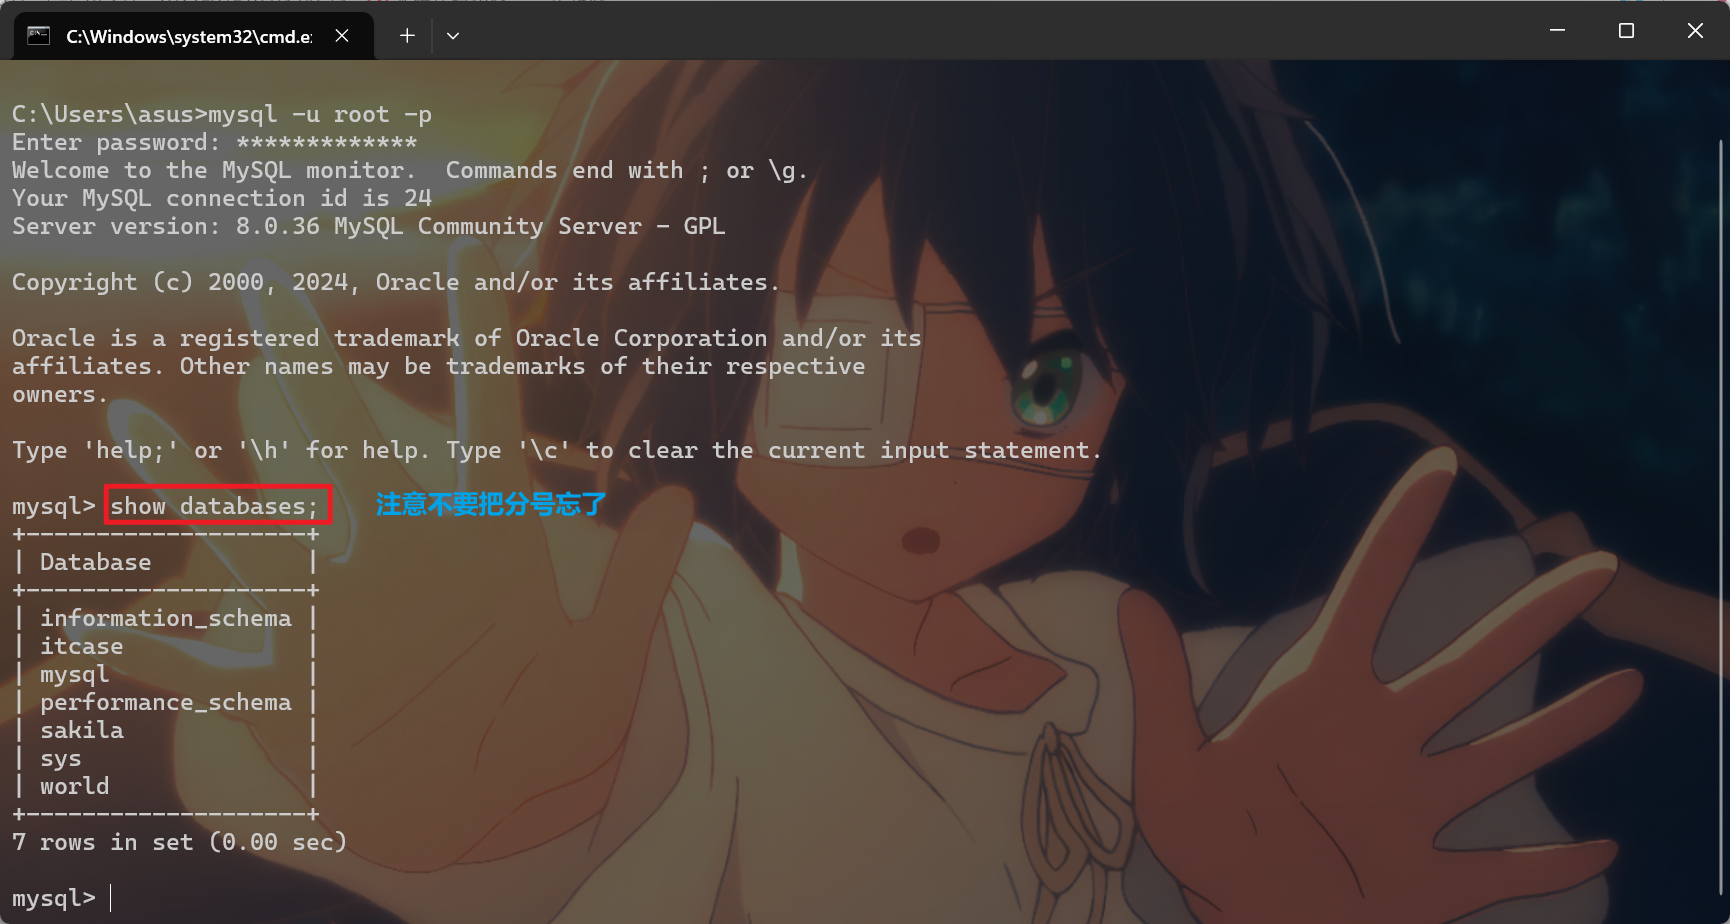 C:\Windows\system32\cmd.e
C:\Users\asus>mysql -u root -p
Enter password: *************
Welcome to the MySQL monitor.  Commands end with ; or \g.
Your MySQL connection id is 24
Server version: 8.0.36 MySQL Community Server - GPL
Copyright (c) 2000, 2024, Oracle and/or its affiliates.
Oracle is a registered trademark of Oracle Corporation and/or its
affiliates. Other names may be trademarks of their respective
owners.
Type 'help;' or '\h' for help. Type '\c' to clear the current input statement.
mysql> show databases; 注意不要把分号忘了
+--------------------+
| Database           |
+--------------------+
| information_schema |
| itcase             |
| mysql              |
| performance_schema |
| sakila             |
| sys                |
| world              |
+--------------------+
7 rows in set (0.00 sec)
mysql>